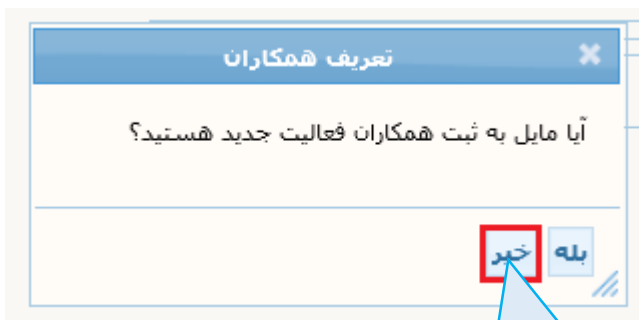 تعریف همکاران
آیا مایل به ثبت همکاران فعالیت جدید هستید؟
بله خیر